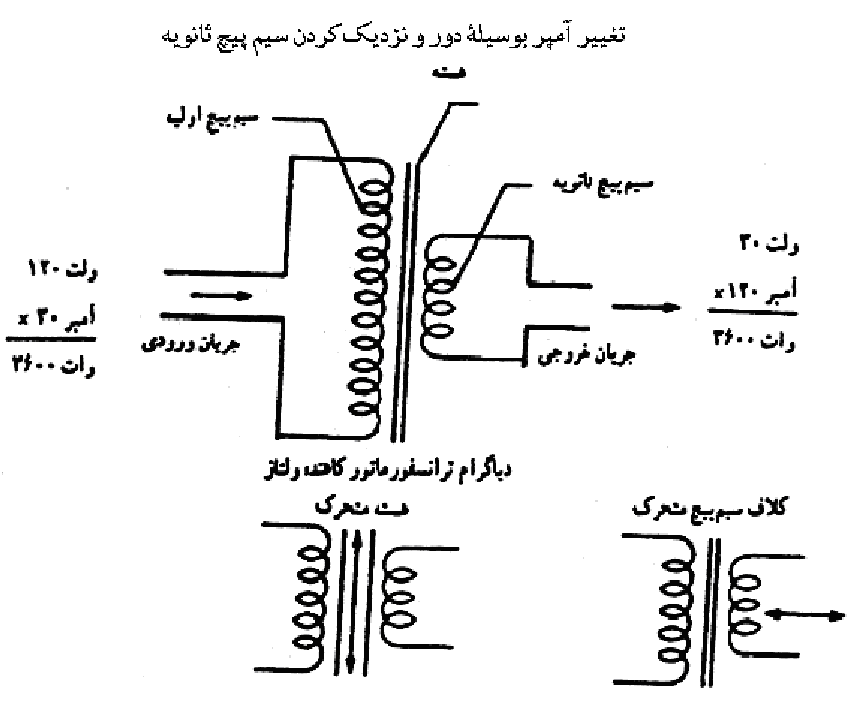 تغییر آمپر بوسیلهٔ دور و نزدیک کردن سیم پیچ ثانویه
هسته
سیم‌پیچ اولیه
سیم پیچ ثانویه
ولت ۱۲۰
آمپر ۳۰ x
وات ۳۶۰۰
جریان ورودی
ولت ۳۰
آمپر ۱۲۰ x
وات ۳۶۰۰
جریان خروجی
دیاگرام ترانسفورماتور کاهنده ولتاژ
هسته متحرک
کلاف سیم‌پیچ متحرک